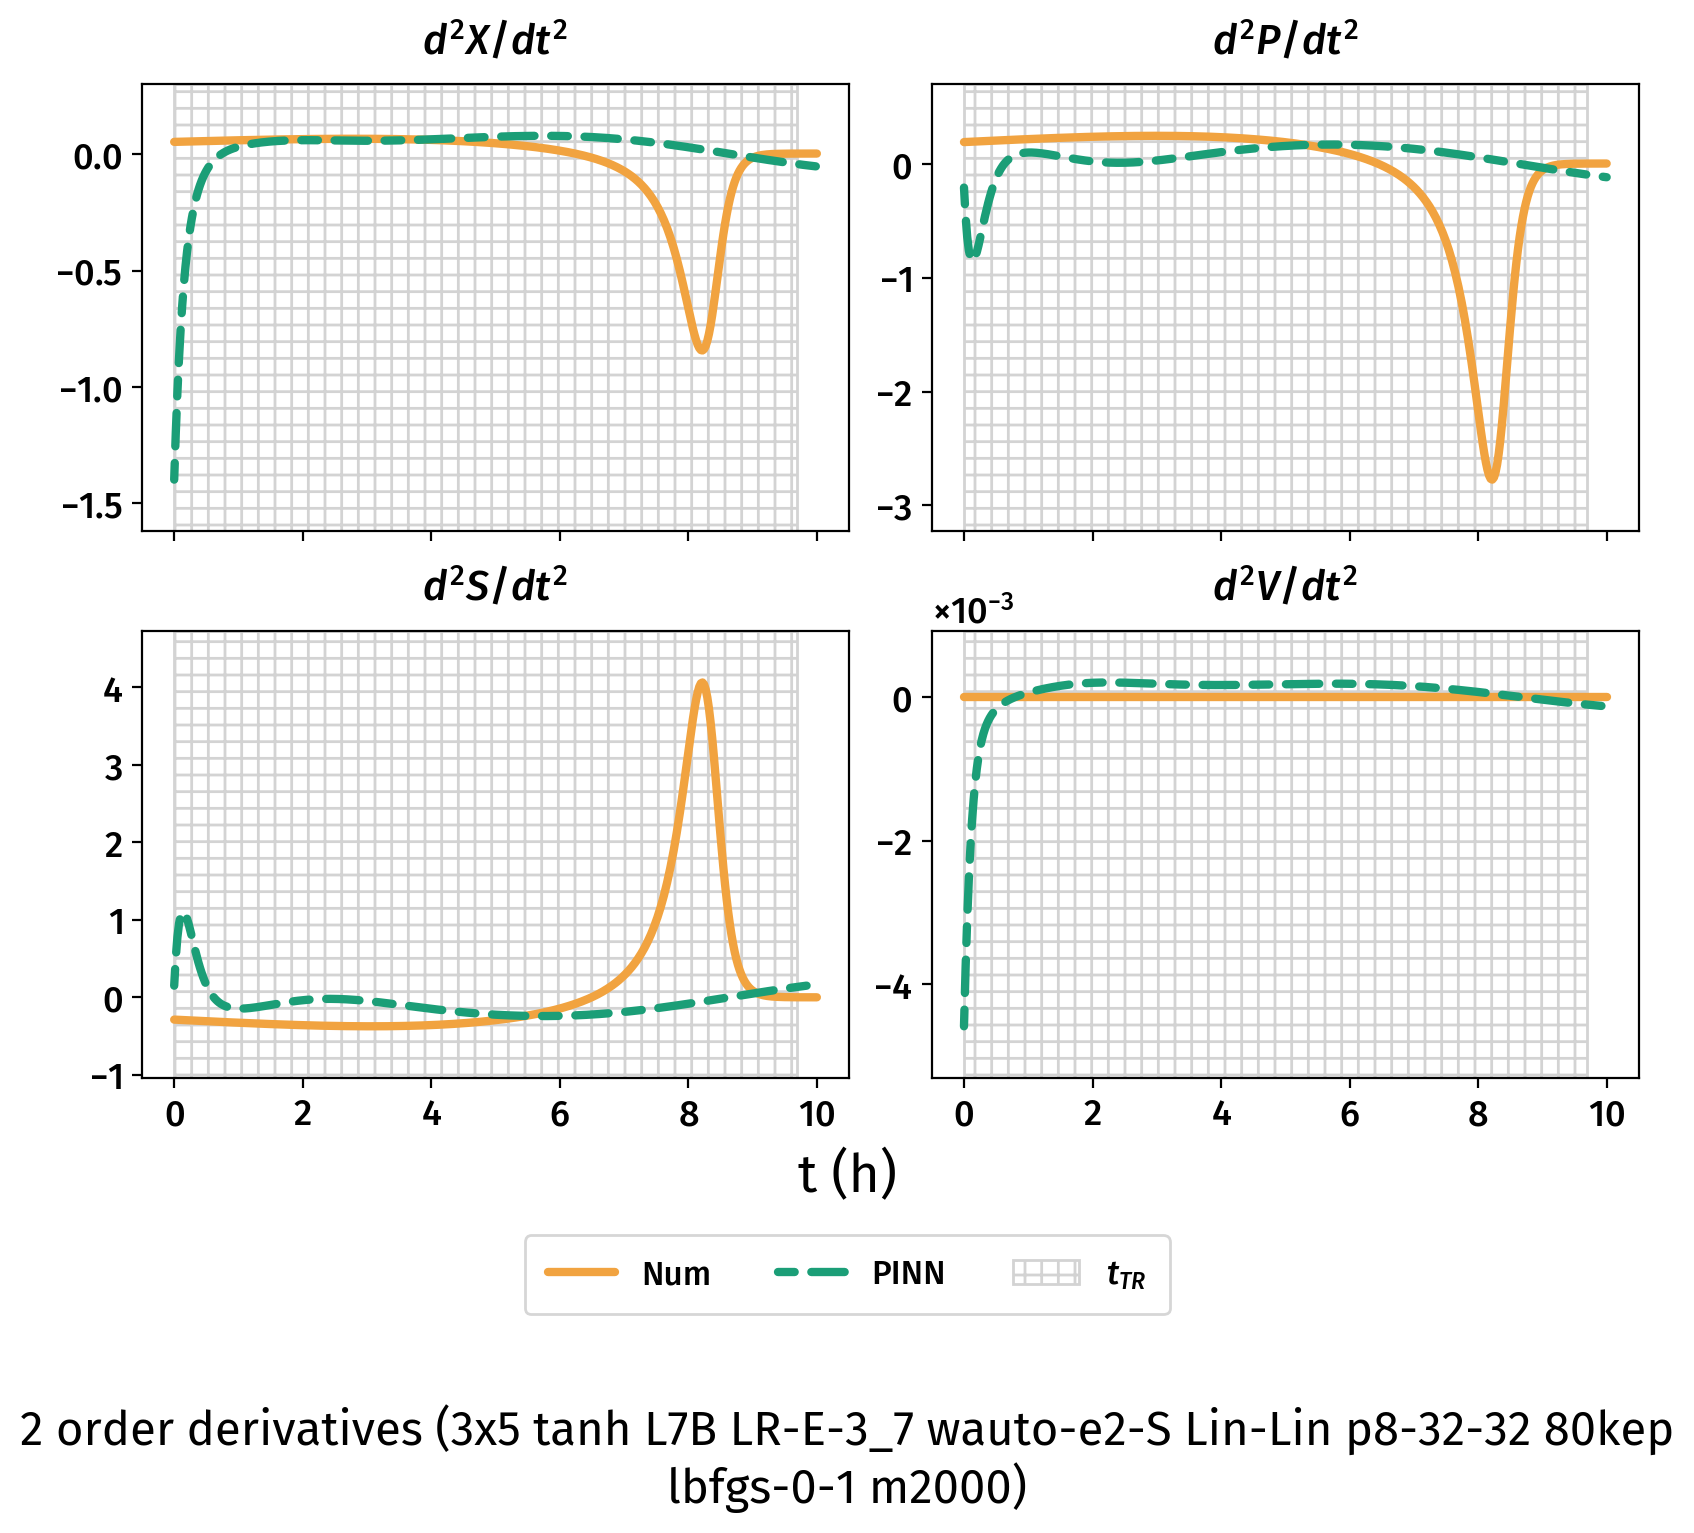 d²X/dt²
d²P/dt²
0.0
−0.5
−1.0
−1.5
0
−1
−2
−3
d²S/dt²
d²V/dt²
×10⁻³
4
3
2
1
0
−1
0
−2
−4
0 2 4 6 8 10
0 2 4 6 8 10
t (h)
Num PINN t_TR
2 order derivatives (3x5 tanh L7B LR-E-3_7 wauto-e2-S Lin-Lin p8-32-32 80kep
lbfgs-0-1 m2000)